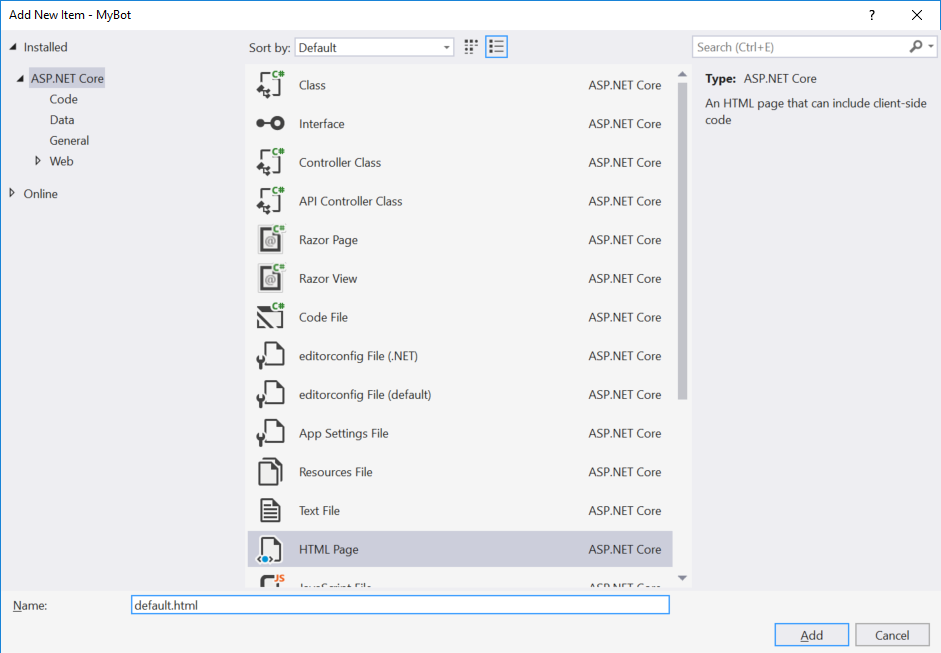 Add New Item - MyBot
?
Installed
ASP.NET Core
Code
Data
General
Web
Online
Sort by: Default
Search (Ctrl+E)
C# Class ASP.NET Core
Interface ASP.NET Core
C# Controller Class ASP.NET Core
C# API Controller Class ASP.NET Core
C# @ Razor Page ASP.NET Core
C# @ Razor View ASP.NET Core
C# Code File ASP.NET Core
editorconfig File (.NET) ASP.NET Core
editorconfig File (default) ASP.NET Core
App Settings File ASP.NET Core
Resources File ASP.NET Core
Text File ASP.NET Core
HTML Page ASP.NET Core
JS JavaScript File ASP.NET Core
Type: ASP.NET Core
An HTML page that can include client-side
code
Name: default.html
Add Cancel